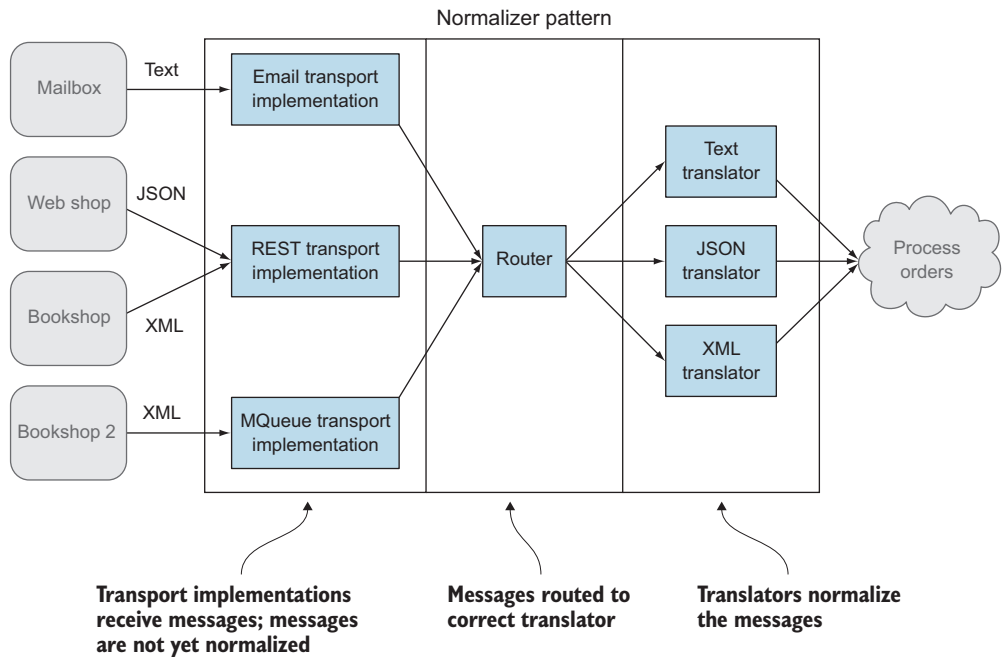 Normalizer pattern
Mailbox
Text
Email transport
implementation
Web shop
JSON
REST transport
implementation
Bookshop
XML
Bookshop 2
XML
MQueue transport
implementation
Router
Text
translator
JSON
translator
XML
translator
Process
orders
Transport implementations
receive messages; messages
are not yet normalized
Messages routed to
correct translator
Translators normalize
the messages